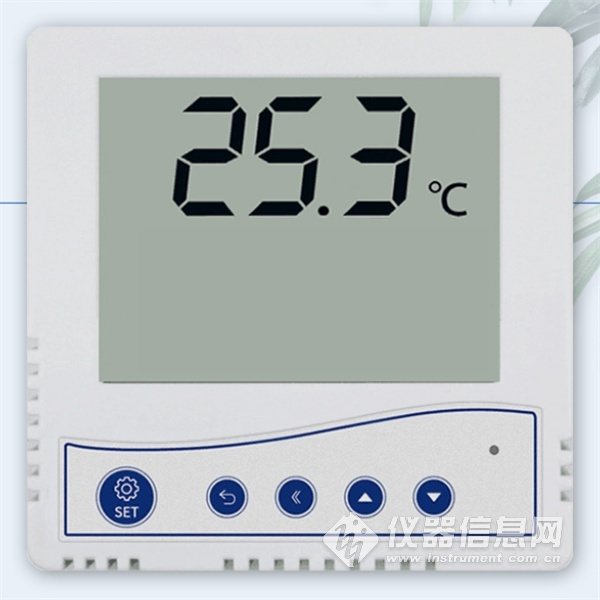 25.3 ℃
SET
仪器信息网
www.instrument.com.cn